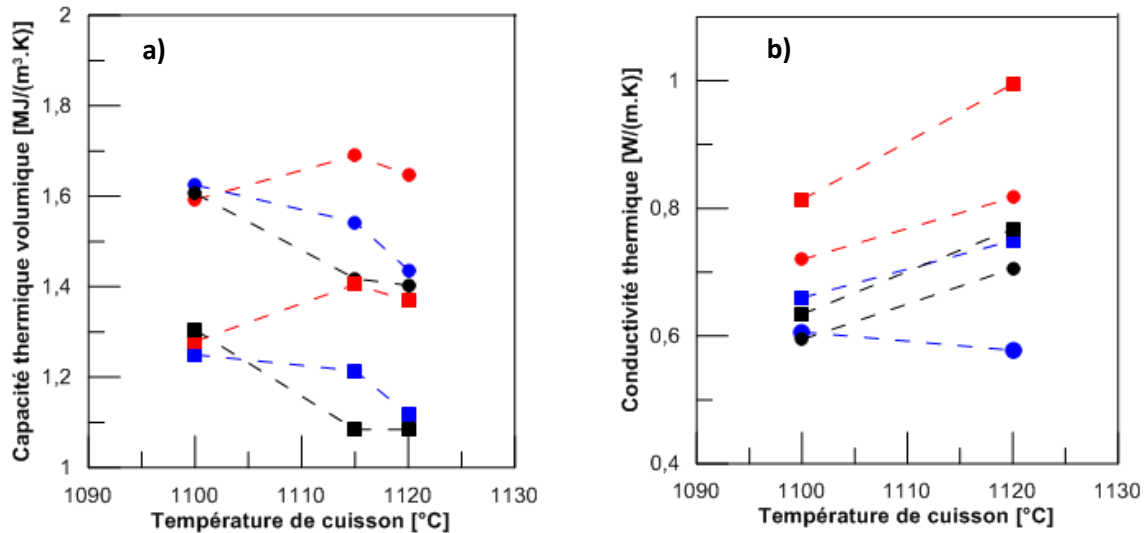 a)
Capacité thermique volumique [MJ/(m³.K)]
2
1,8
1,6
1,4
1,2
1
1090 1100 1110 1120 1130
Température de cuisson [°C]
b)
Conductivité thermique [W/(m.K)]
1
0,8
0,6
0,4
1090 1100 1110 1120 1130
Température de cuisson [°C]